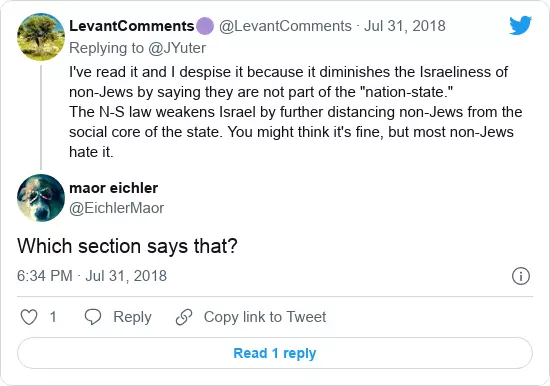 LevantComments🟣 @LevantComments · Jul 31, 2018
Replying to @JYuter
I've read it and I despise it because it diminishes the Israeliness of
non-Jews by saying they are not part of the "nation-state."
The N-S law weakens Israel by further distancing non-Jews from the
social core of the state. You might think it's fine, but most non-Jews
hate it.
maor eichler
@EichlerMaor
Which section says that?
6:34 PM · Jul 31, 2018
1 Reply Copy link to Tweet
Read 1 reply